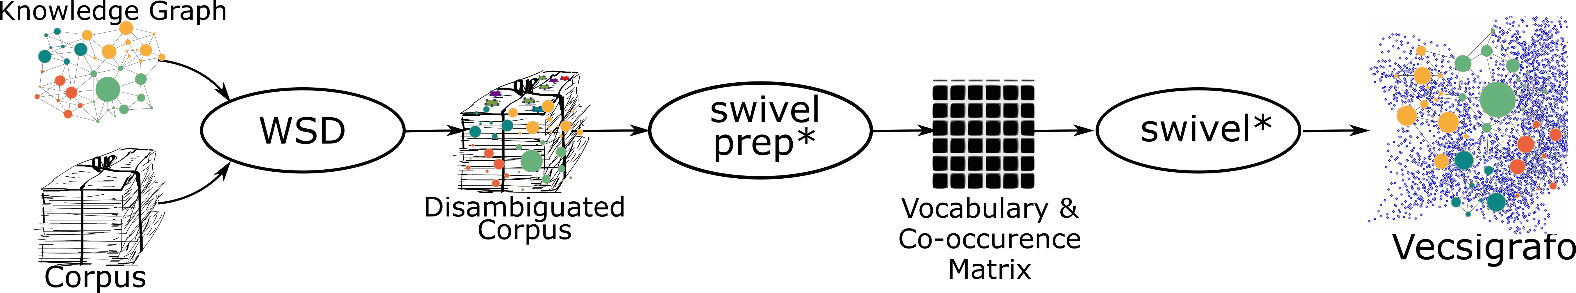 Knowledge Graph
Corpus
WSD
Disambiguated
Corpus
swivel
prep*
Vocabulary &
Co-occurence
Matrix
swivel*
Vecsigrafo